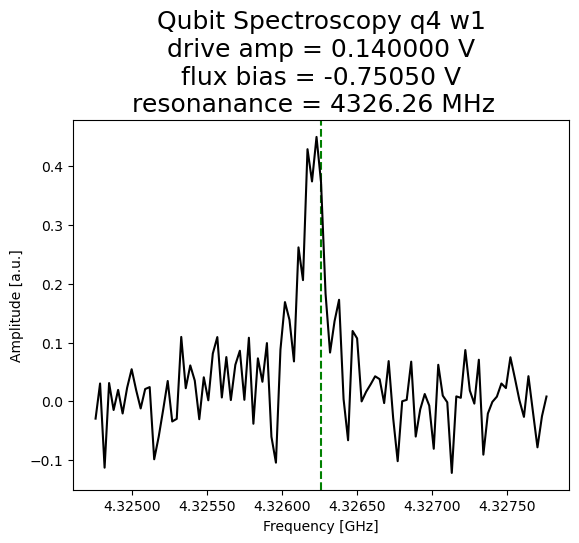 Qubit Spectroscopy q4 w1
drive amp = 0.140000 V
flux bias = -0.75050 V
resonanance = 4326.26 MHz
0.4
0.3
0.2
0.1
0.0
−0.1
Amplitude [a.u.]
4.32500 4.32550 4.32600 4.32650 4.32700 4.32750
Frequency [GHz]